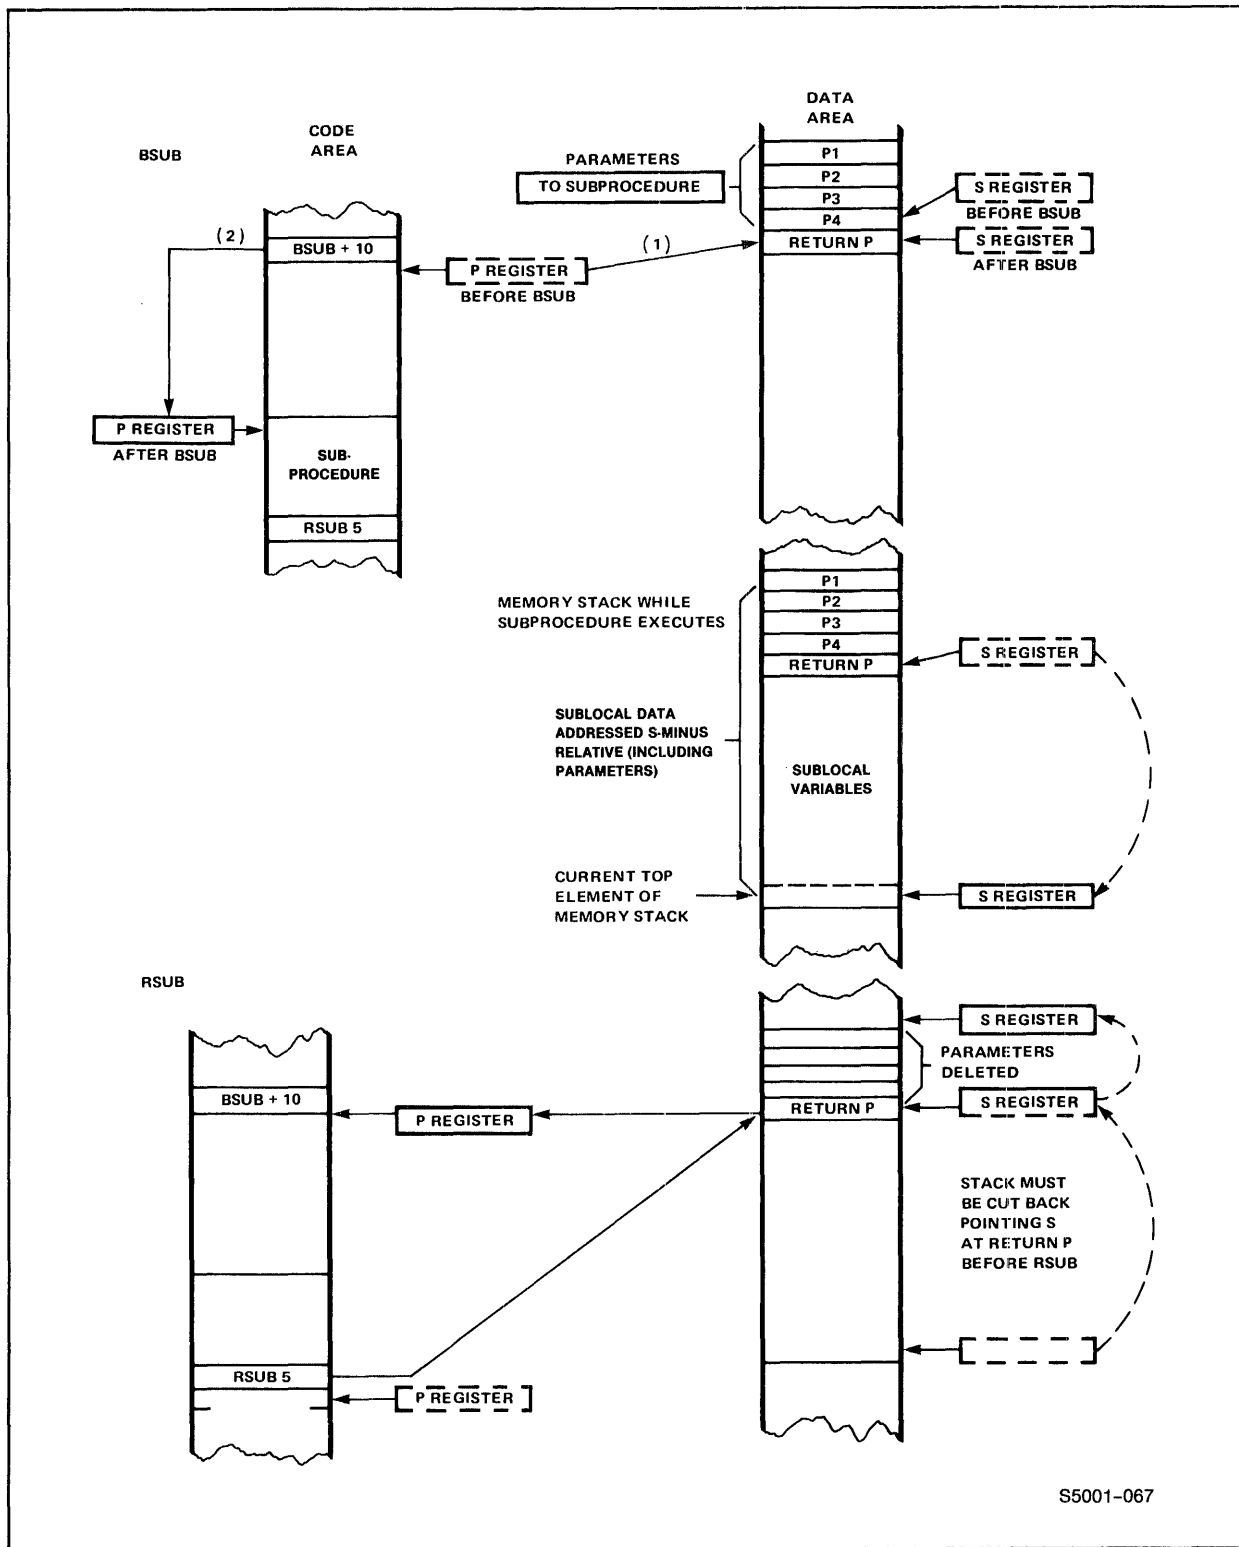 BSUB
CODE
AREA
DATA
AREA
PARAMETERS
TO SUBPROCEDURE
P1
P2
P3
P4
RETURN P
S REGISTER
BEFORE BSUB
S REGISTER
AFTER BSUB
(2)
BSUB + 10
(1)
P REGISTER
BEFORE BSUB
P REGISTER
AFTER BSUB
SUB-
PROCEDURE
RSUB 5
MEMORY STACK WHILE
SUBPROCEDURE EXECUTES
P1
P2
P3
P4
RETURN P
S REGISTER
SUBLOCAL DATA
ADDRESSED S-MINUS
RELATIVE (INCLUDING
PARAMETERS)
SUBLOCAL
VARIABLES
CURRENT TOP
ELEMENT OF
MEMORY STACK
S REGISTER
RSUB
S REGISTER
PARAMETERS
DELETED
BSUB + 10
P REGISTER
RETURN P
S REGISTER
STACK MUST
BE CUT BACK
POINTING S
AT RETURN P
BEFORE RSUB
RSUB 5
P REGISTER
S5001-067